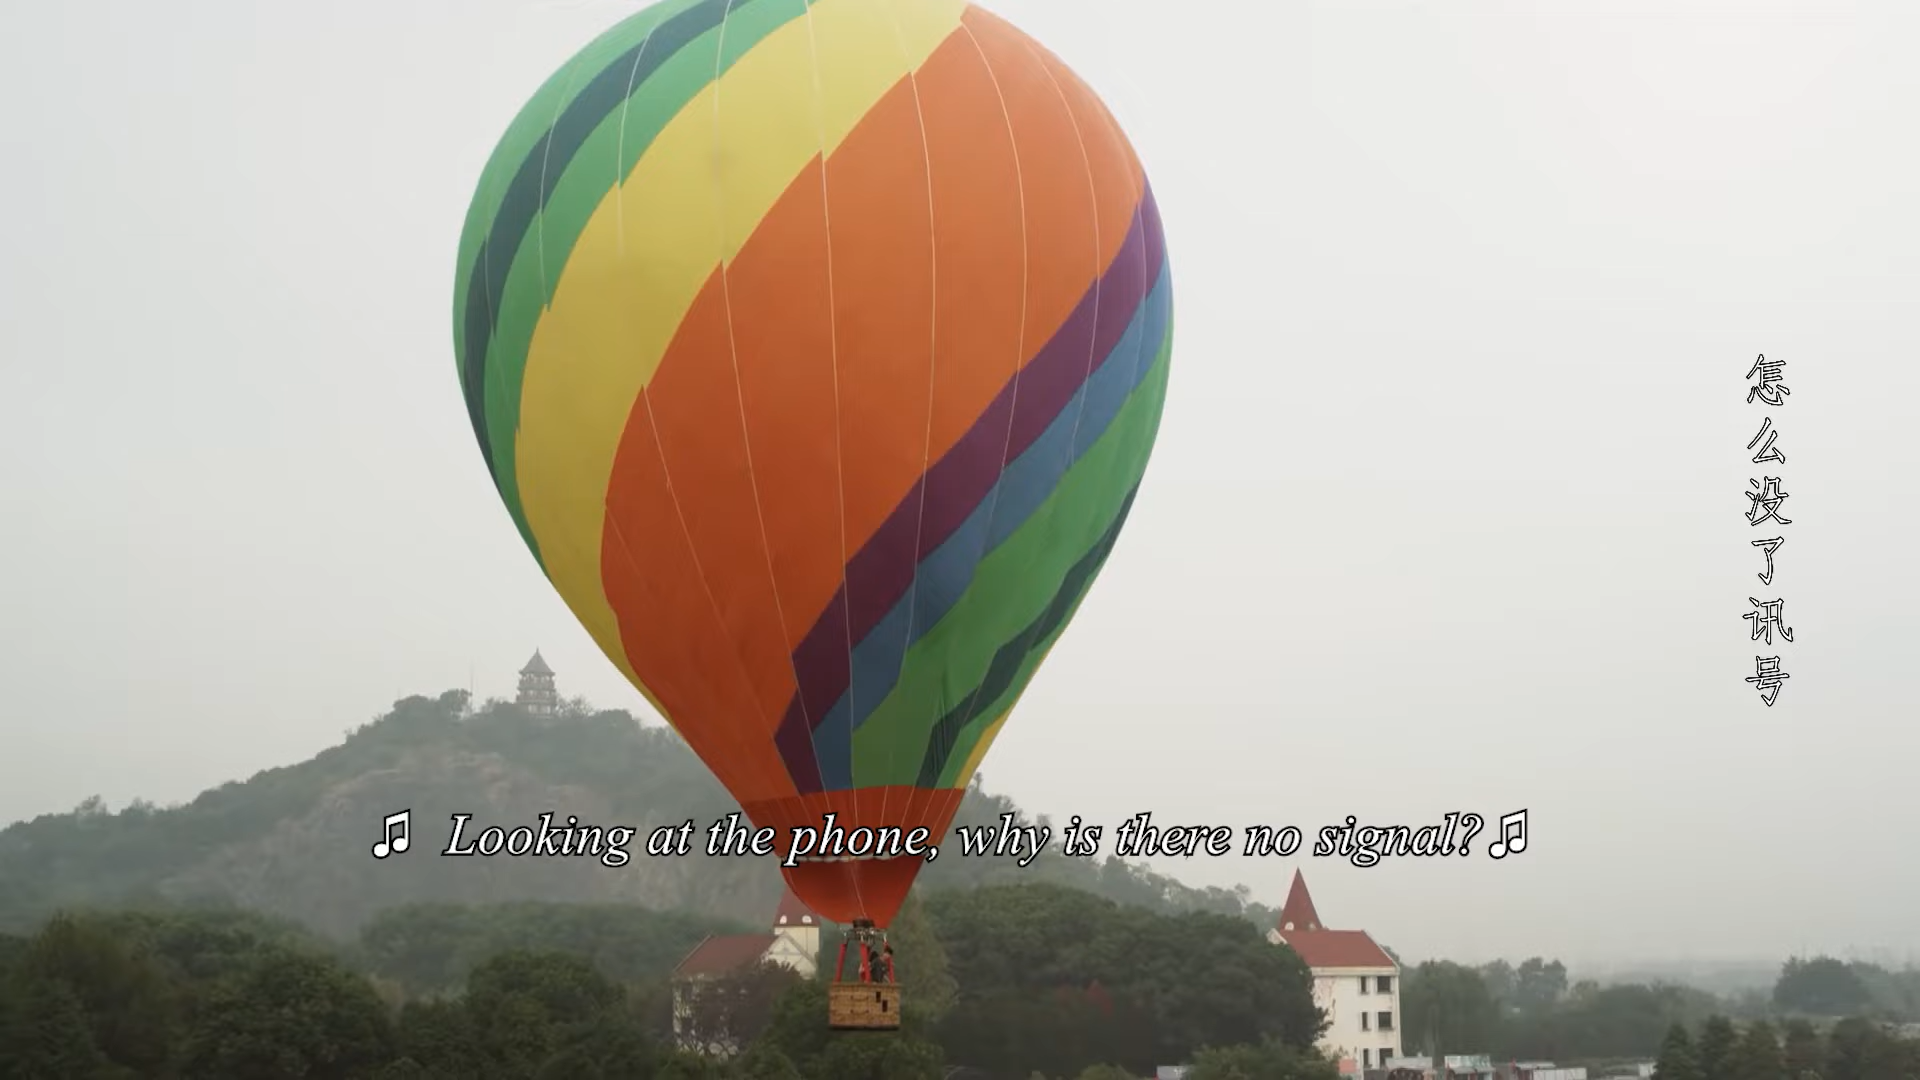 怎么没了讯号
♫ Looking at the phone, why is there no signal? ♫